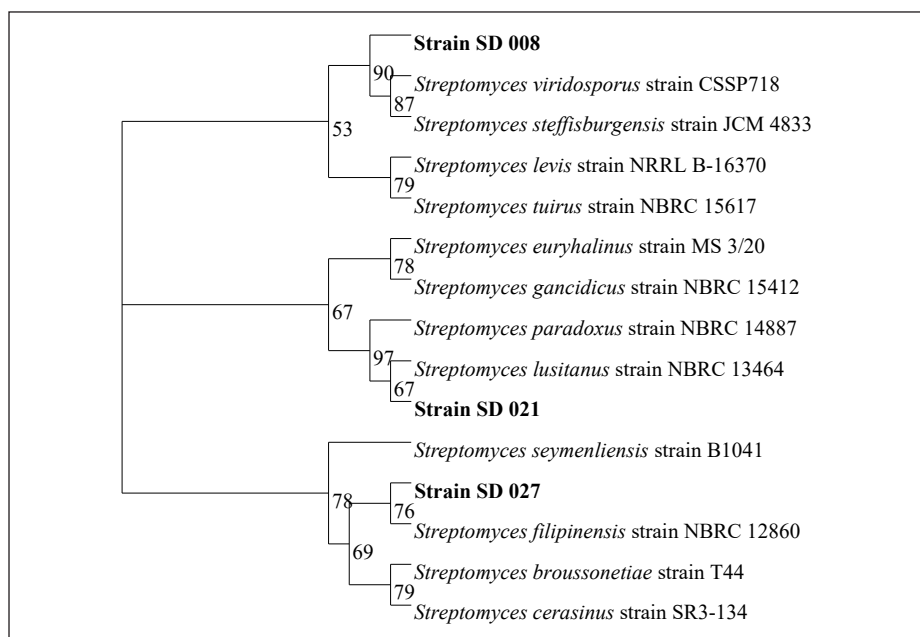 Strain SD 008
90
Streptomyces viridosporus strain CSSP718
87
Streptomyces steffisburgensis strain JCM 4833
53
Streptomyces levis strain NRRL B-16370
79
Streptomyces tuirus strain NBRC 15617
Streptomyces euryhalinus strain MS 3/20
78
Streptomyces gancidicus strain NBRC 15412
67
Streptomyces paradoxus strain NBRC 14887
97
Streptomyces lusitanus strain NBRC 13464
67
Strain SD 021
Streptomyces seymenliensis strain B1041
Strain SD 027
78
76
Streptomyces filipinensis strain NBRC 12860
69
Streptomyces broussonetiae strain T44
79
Streptomyces cerasinus strain SR3-134